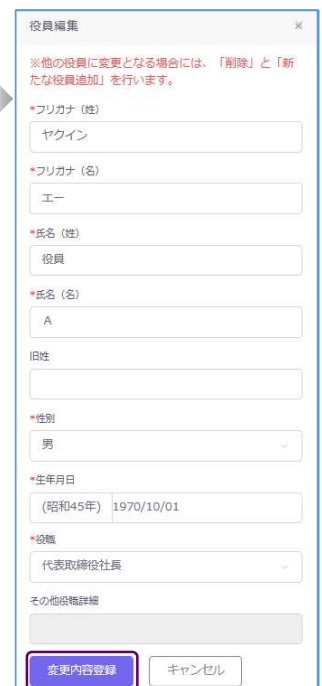 役員編集
×
※他の役員に変更となる場合には、「削除」と「新
たな役員追加」を行います。
*フリガナ（姓）
ヤクイン
*フリガナ（名）
エー
*氏名（姓）
役員
*氏名（名）
A
旧姓
*性別
男
*生年月日
(昭和45年) 1970/10/01
*役職
代表取締役社長
その他役職詳細
変更内容登録 キャンセル